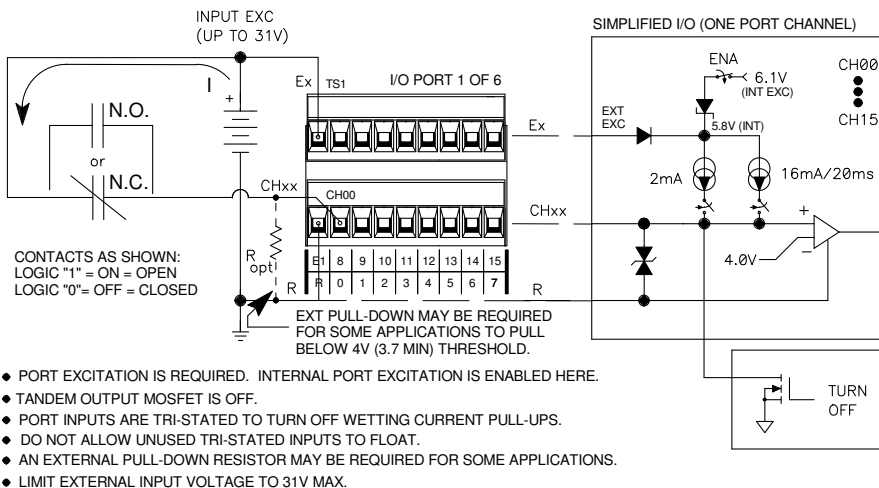 INPUT EXC
(UP TO 31V)
I
+
N.O.
or
N.C.
CONTACTS AS SHOWN:
LOGIC "1" = ON = OPEN
LOGIC "0"= OFF = CLOSED
Ex
TS1
I/O PORT 1 OF 6
CHxx
CH00
R
opt
R
E1 8 9 10 11 12 13 14 15
R 0 1 2 3 4 5 6 7
EXT PULL-DOWN MAY BE REQUIRED
FOR SOME APPLICATIONS TO PULL
BELOW 4V (3.7 MIN) THRESHOLD.
Ex
CHxx
R
SIMPLIFIED I/O (ONE PORT CHANNEL)
ENA
6.1V
(INT EXC)
CH00
CH15
EXT
EXC
5.8V (INT)
2mA
16mA/20ms
+
4.0V
−
TURN
OFF
● PORT EXCITATION IS REQUIRED. INTERNAL PORT EXCITATION IS ENABLED HERE.
● TANDEM OUTPUT MOSFET IS OFF.
● PORT INPUTS ARE TRI-STATED TO TURN OFF WETTING CURRENT PULL-UPS.
● DO NOT ALLOW UNUSED TRI-STATED INPUTS TO FLOAT.
● AN EXTERNAL PULL-DOWN RESISTOR MAY BE REQUIRED FOR SOME APPLICATIONS.
● LIMIT EXTERNAL INPUT VOLTAGE TO 31V MAX.